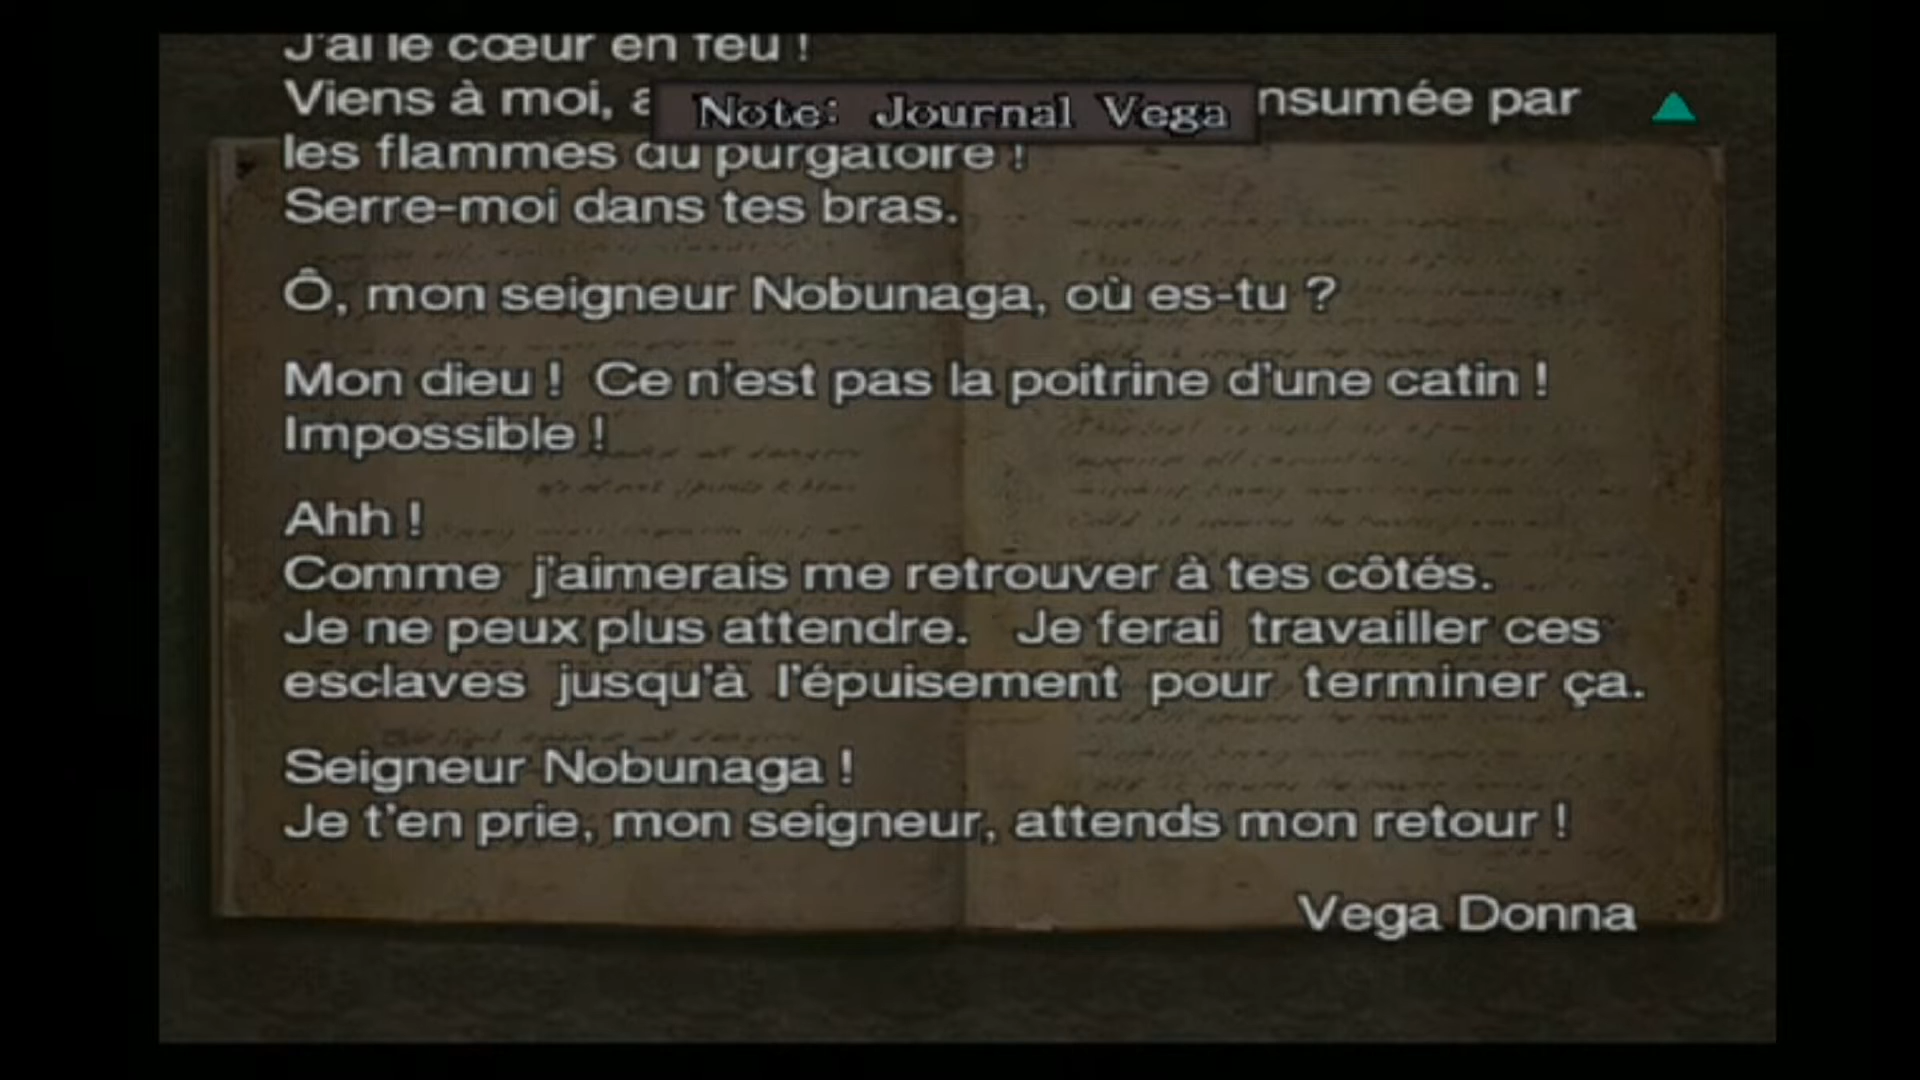 J'ai le cœur en feu !
Viens à moi, nsumée par
Note: Journal Vega
les flammes du purgatoire !
Serre-moi dans tes bras.
Ô, mon seigneur Nobunaga, où es-tu ?
Mon dieu ! Ce n'est pas la poitrine d'une catin !
Impossible !
Ahh !
Comme j'aimerais me retrouver à tes côtés.
Je ne peux plus attendre. Je ferai travailler ces
esclaves jusqu'à l'épuisement pour terminer ça.
Seigneur Nobunaga !
Je t'en prie, mon seigneur, attends mon retour !
Vega Donna